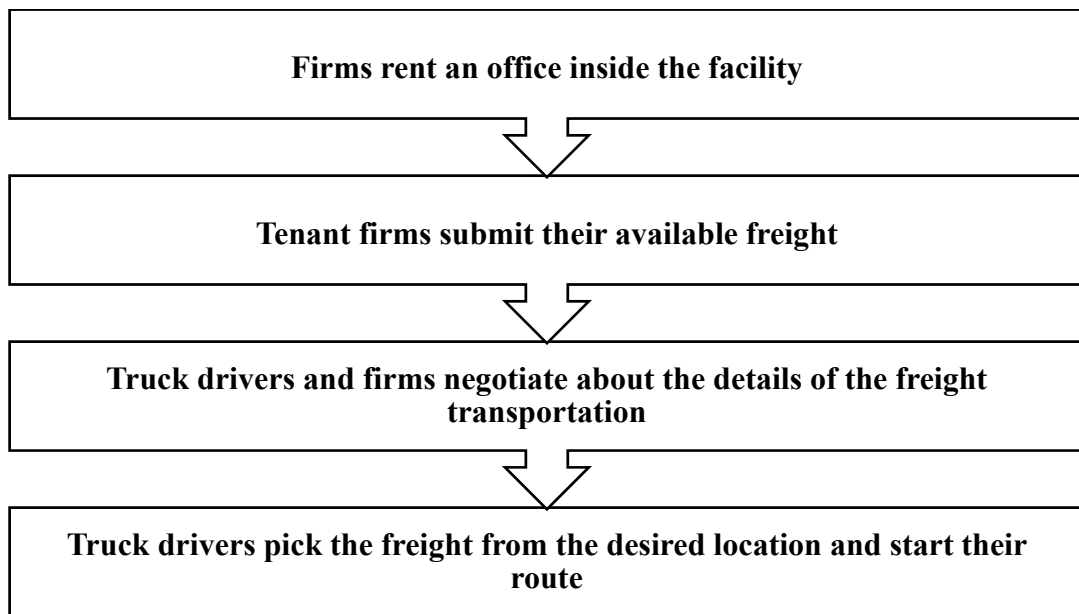 Firms rent an office inside the facility
Tenant firms submit their available freight
Truck drivers and firms negotiate about the details of the freight
transportation
Truck drivers pick the freight from the desired location and start their
route